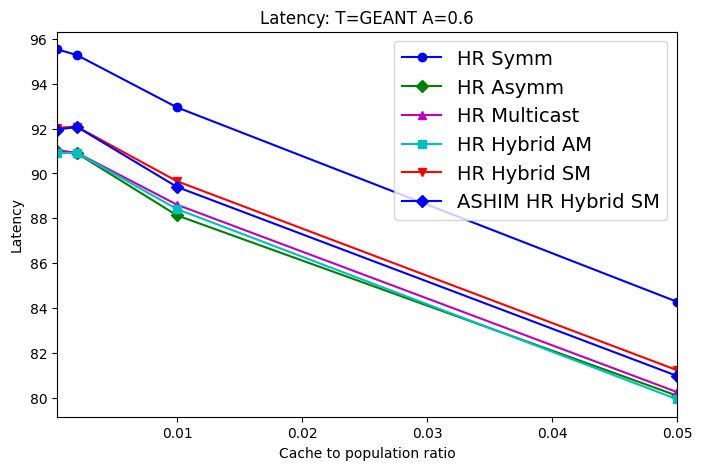 Latency: T=GEANT A=0.6
96
94
92
90
88
86
84
82
80
Latency
HR Symm
HR Asymm
HR Multicast
HR Hybrid AM
HR Hybrid SM
ASHIM HR Hybrid SM
0.01 0.02 0.03 0.04 0.05
Cache to population ratio